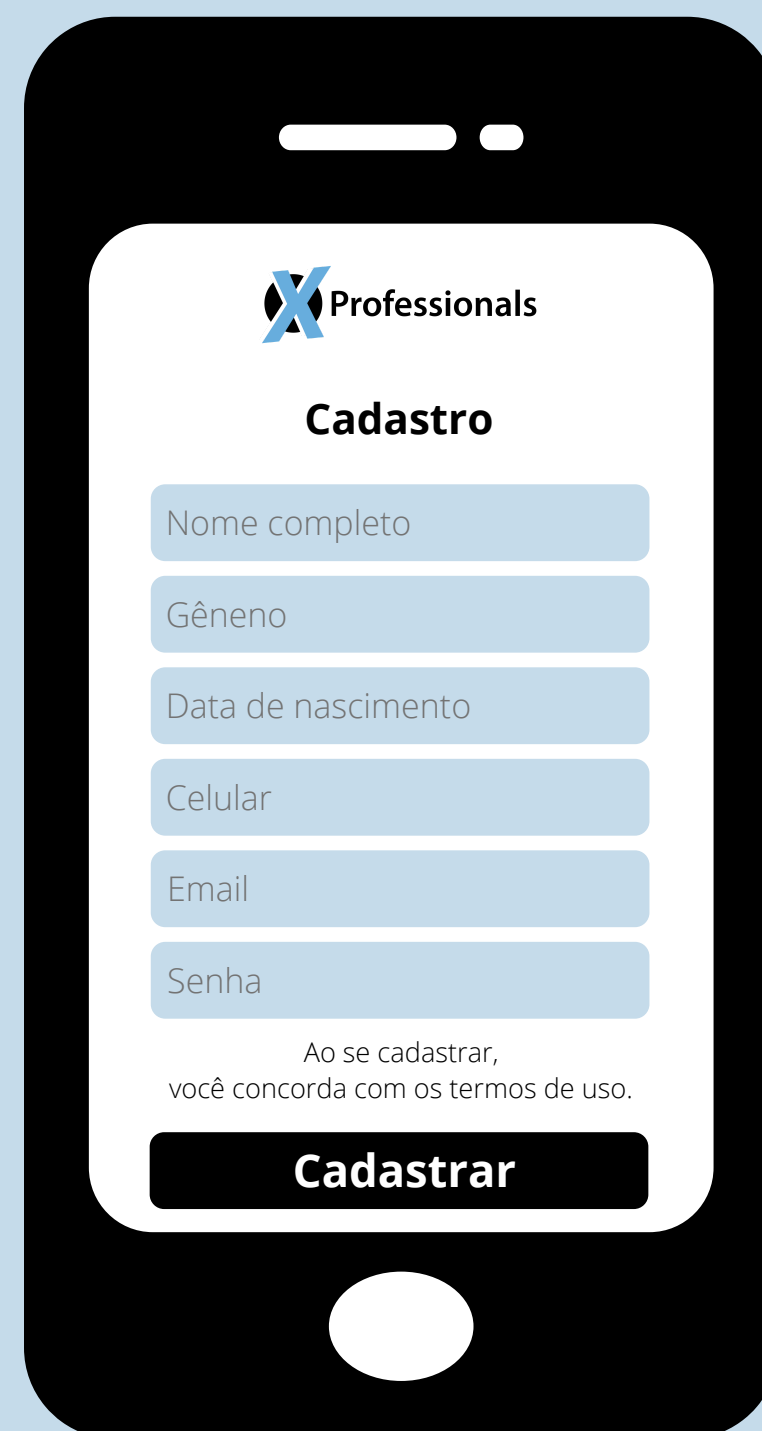 X Professionals
Cadastro
Nome completo
Gêneno
Data de nascimento
Celular
Email
Senha
Ao se cadastrar,
você concorda com os termos de uso.
Cadastrar